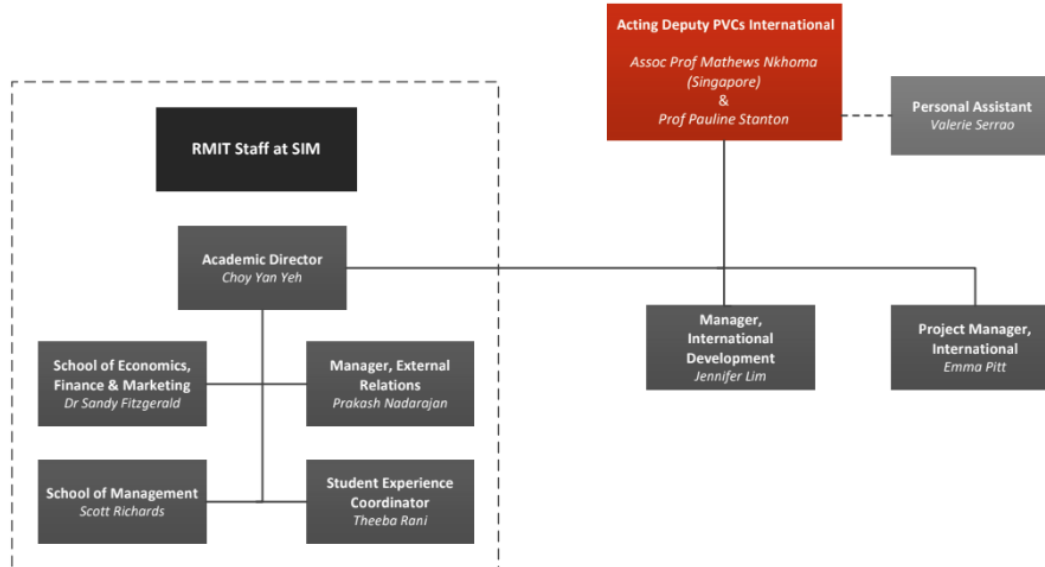 Acting Deputy PVCs International
Assoc Prof Mathews Nkhoma
(Singapore)
&
Prof Pauline Stanton
Personal Assistant
Valerie Serrao
RMIT Staff at SIM
Academic Director
Choy Yan Yeh
Manager,
International
Development
Jennifer Lim
Project Manager,
International
Emma Pitt
School of Economics,
Finance & Marketing
Dr Sandy Fitzgerald
Manager, External
Relations
Prakash Nadarajan
School of Management
Scott Richards
Student Experience
Coordinator
Theeba Rani